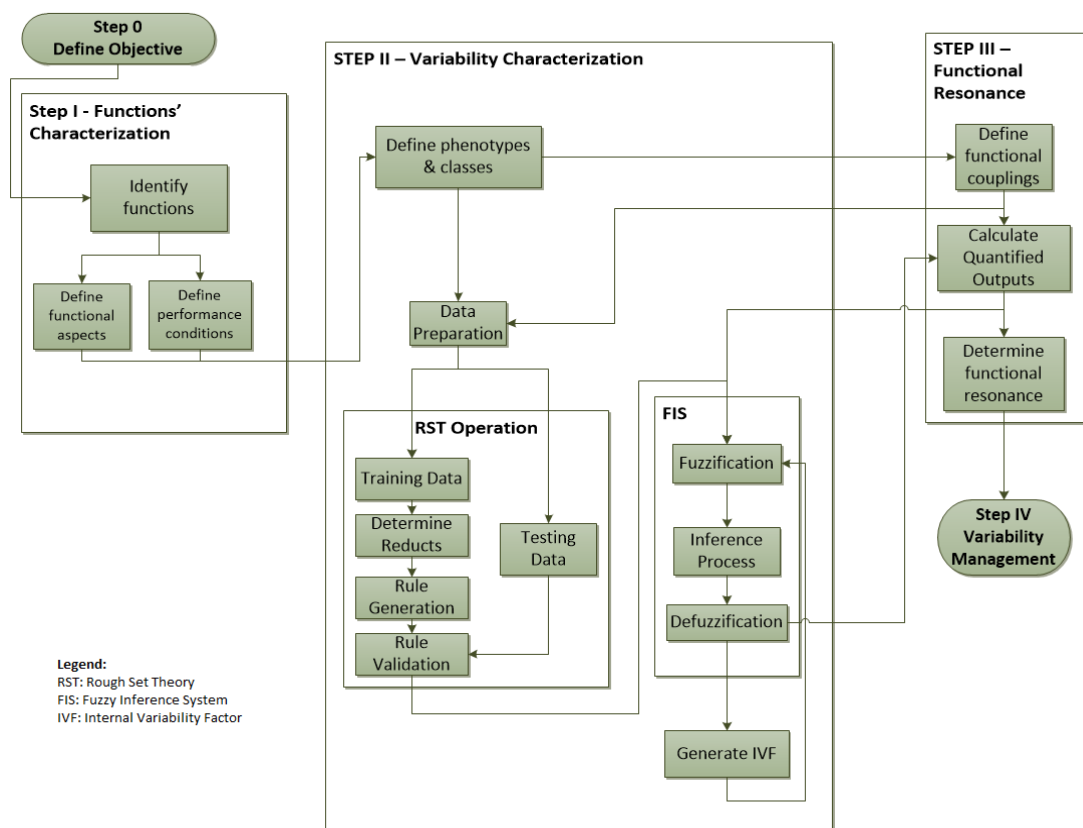 Step 0
Define Objective
Step I - Functions'
Characterization
Identify
functions
Define
functional
aspects
Define
performance
conditions
STEP II – Variability Characterization
Define phenotypes
& classes
Data
Preparation
RST Operation
Training Data
Determine
Reducts
Rule
Generation
Rule
Validation
Testing
Data
FIS
Fuzzification
Inference
Process
Defuzzification
Generate IVF
STEP III –
Functional
Resonance
Define
functional
couplings
Calculate
Quantified
Outputs
Determine
functional
resonance
Step IV
Variability
Management
Legend:
RST: Rough Set Theory
FIS: Fuzzy Inference System
IVF: Internal Variability Factor